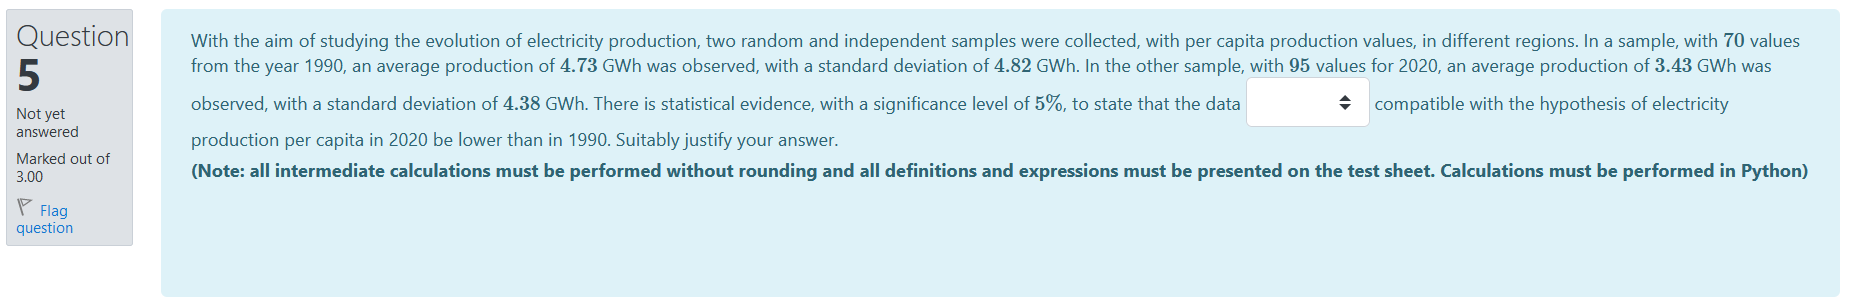 Question
5
Not yet
answered
Marked out of
3.00
Flag
question
With the aim of studying the evolution of electricity production, two random and independent samples were collected, with per capita production values, in different regions. In a sample, with 70 values
from the year 1990, an average production of 4.73 GWh was observed, with a standard deviation of 4.82 GWh. In the other sample, with 95 values for 2020, an average production of 3.43 GWh was
observed, with a standard deviation of 4.38 GWh. There is statistical evidence, with a significance level of 5%, to state that the data compatible with the hypothesis of electricity
production per capita in 2020 be lower than in 1990. Suitably justify your answer.
(Note: all intermediate calculations must be performed without rounding and all definitions and expressions must be presented on the test sheet. Calculations must be performed in Python)